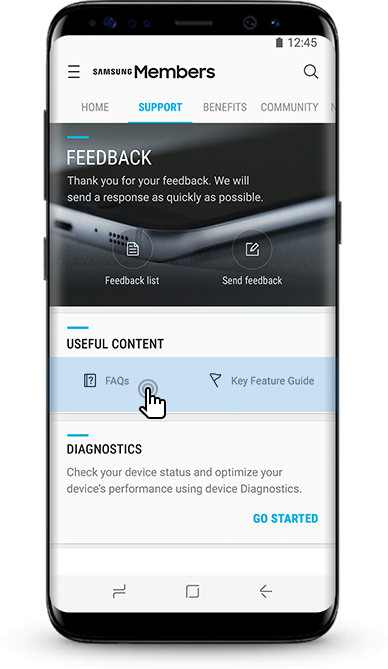 12:45
SAMSUNG Members
HOME SUPPORT BENEFITS COMMUNITY N
FEEDBACK
Thank you for your feedback. We will
send a response as quickly as possible.
Feedback list Send feedback
USEFUL CONTENT
FAQs Key Feature Guide
DIAGNOSTICS
Check your device status and optimize your
device's performance using device Diagnostics.
GO STARTED